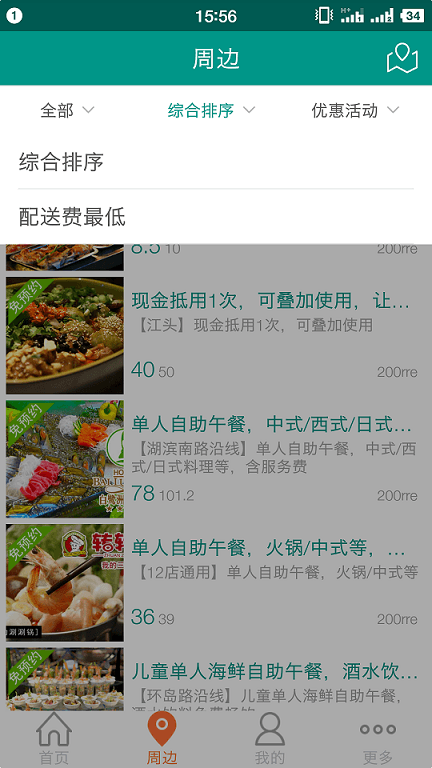 1 15:56 H+ 1 2 34
周边
全部 综合排序 优惠活动
综合排序
配送费最低
8.5 10 200rre
免预约
现金抵用1次，可叠加使用，让…
【江头】现金抵用1次，可叠加使用
40 50 200rre
免预约
单人自助午餐，中式/西式/日式…
【湖滨南路沿线】单人自助午餐，中式/西
式/日式料理等，含服务费
78 101.2 200rre
免预约
单人自助午餐，火锅/中式等，…
【12店通用】单人自助午餐，火锅/中式等
36 39 200rre
涮涮锅】
免预约
儿童单人海鲜自助午餐，酒水饮…
【环岛路沿线】儿童单人海鲜自助午餐，
首页 周边 我的 更多